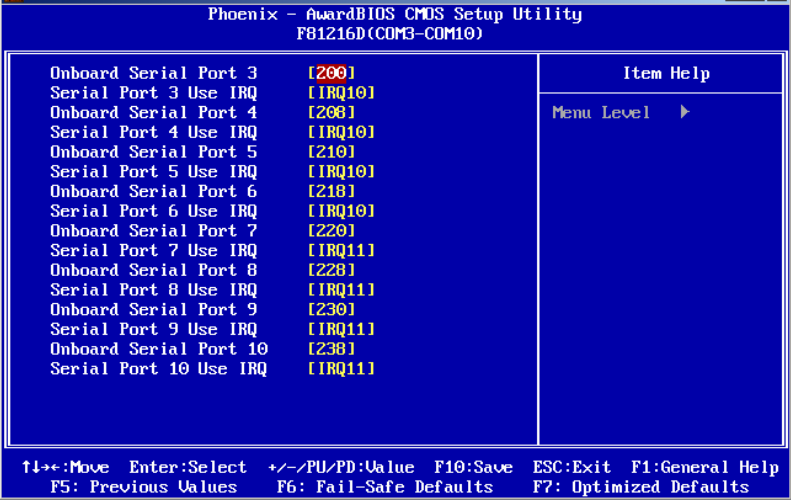 Phoenix - AwardBIOS CMOS Setup Utility
F81216D(COM3-COM10)
Onboard Serial Port 3 [200] Item Help
Serial Port 3 Use IRQ [IRQ10]
Onboard Serial Port 4 [208] Menu Level ▶
Serial Port 4 Use IRQ [IRQ10]
Onboard Serial Port 5 [210]
Serial Port 5 Use IRQ [IRQ10]
Onboard Serial Port 6 [218]
Serial Port 6 Use IRQ [IRQ10]
Onboard Serial Port 7 [220]
Serial Port 7 Use IRQ [IRQ11]
Onboard Serial Port 8 [228]
Serial Port 8 Use IRQ [IRQ11]
Onboard Serial Port 9 [230]
Serial Port 9 Use IRQ [IRQ11]
Onboard Serial Port 10 [238]
Serial Port 10 Use IRQ [IRQ11]
↑↓→←:Move Enter:Select +/-/PU/PD:Value F10:Save ESC:Exit F1:General Help
F5: Previous Values F6: Fail-Safe Defaults F7: Optimized Defaults